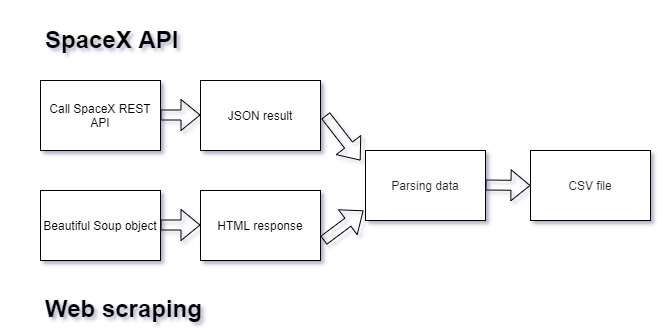 SpaceX API
Call SpaceX REST
API
JSON result
Parsing data
CSV file
Beautiful Soup object
HTML response
Web scraping